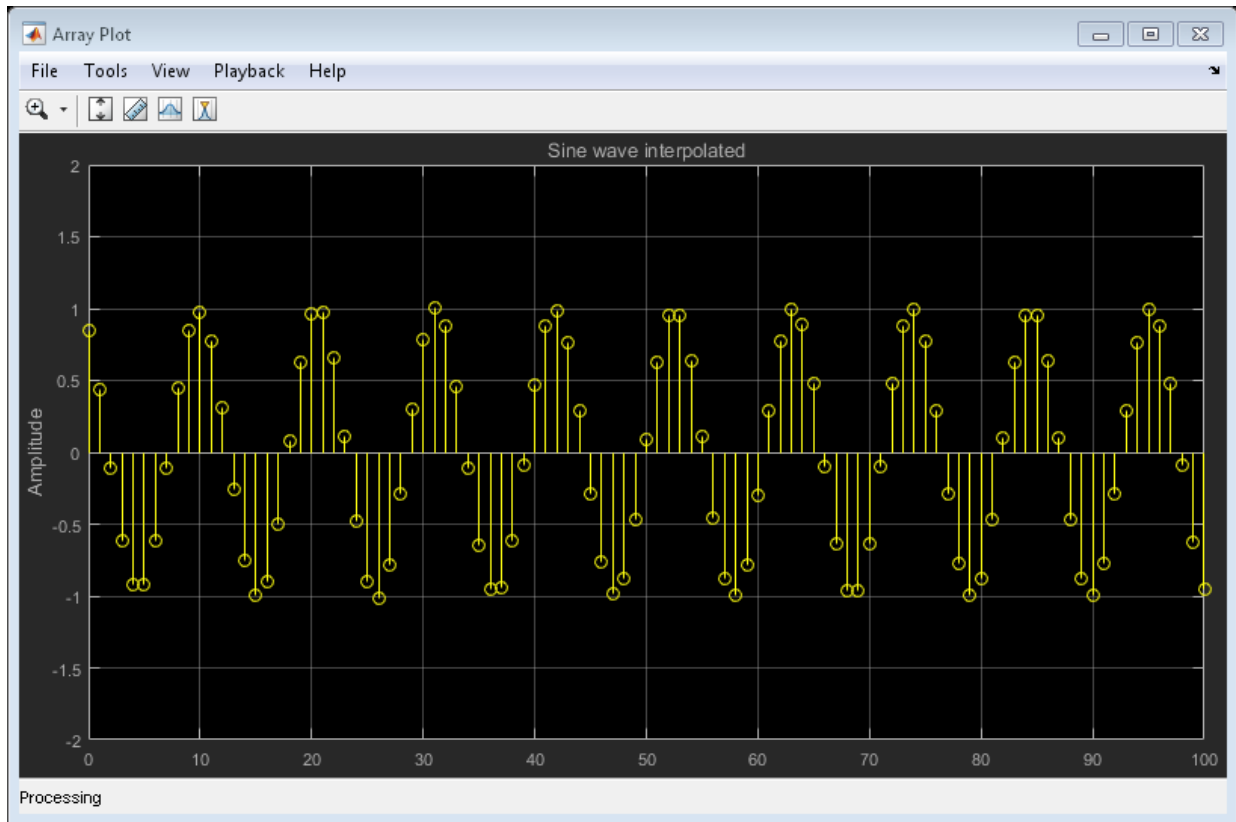 Array Plot
File Tools View Playback Help
Sine wave interpolated
Amplitude
2
1.5
1
0.5
0
-0.5
-1
-1.5
-2
0 10 20 30 40 50 60 70 80 90 100
Processing